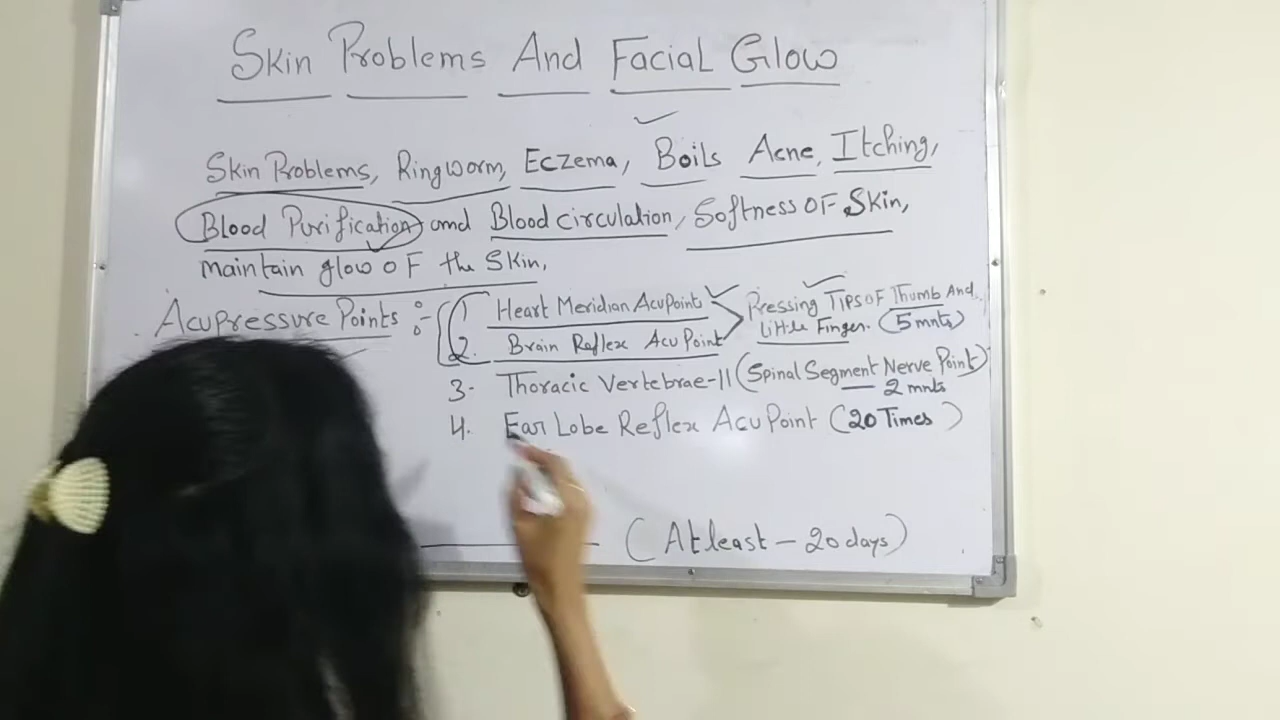 Skin Problems And Facial Glow
Skin Problems, Ringworm, Eczema, Boils Acne, Itching,
Blood Purification and Blood circulation, Softness of Skin,
maintain glow of the Skin.
Acupressure Points :- 1 Heart Meridian AcuPoint Pressing Tips of Thumb And
2. Brain Reflex Acu Point Little Finger. (5 mnts)
3. Thoracic Vertebrae-11 (Spinal Segment Nerve Point)
— 2 mnts
4. Ear Lobe Reflex Acu Point (20 Times)
(At least - 20 days)